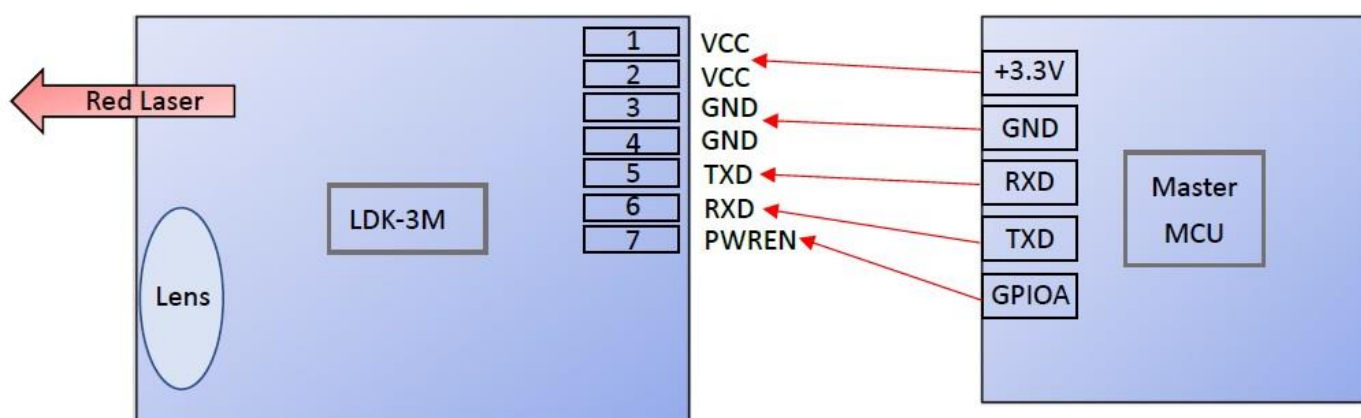 1 VCC
2 VCC
3 GND
4 GND
5 TXD
6 RXD
7 PWREN
Red Laser
LDK-3M
Lens
+3.3V
GND
RXD
TXD
GPIOA
Master
MCU